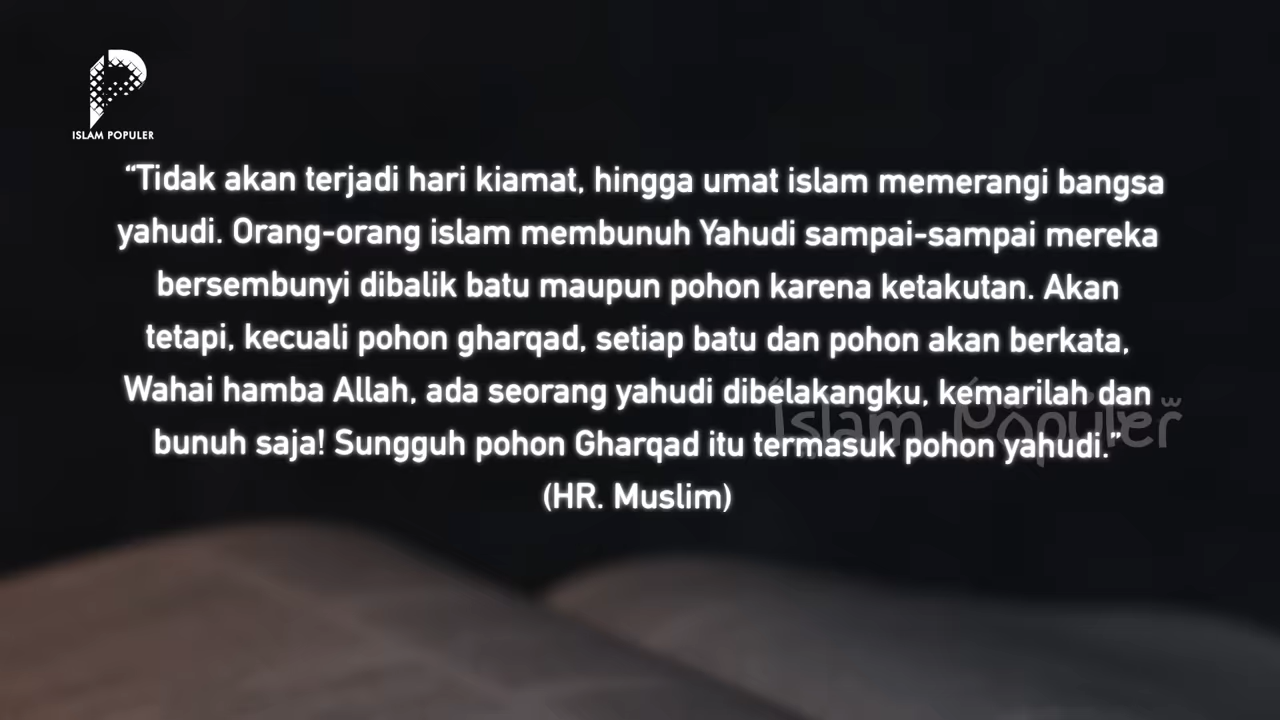 ISLAM POPULER
“Tidak akan terjadi hari kiamat, hingga umat islam memerangi bangsa
yahudi. Orang-orang islam membunuh Yahudi sampai-sampai mereka
bersembunyi dibalik batu maupun pohon karena ketakutan. Akan
tetapi, kecuali pohon gharqad, setiap batu dan pohon akan berkata,
Wahai hamba Allah, ada seorang yahudi dibelakangku, kemarilah dan
bunuh saja! Sungguh pohon Gharqad itu termasuk pohon yahudi.”
Islam Populer
(HR. Muslim)